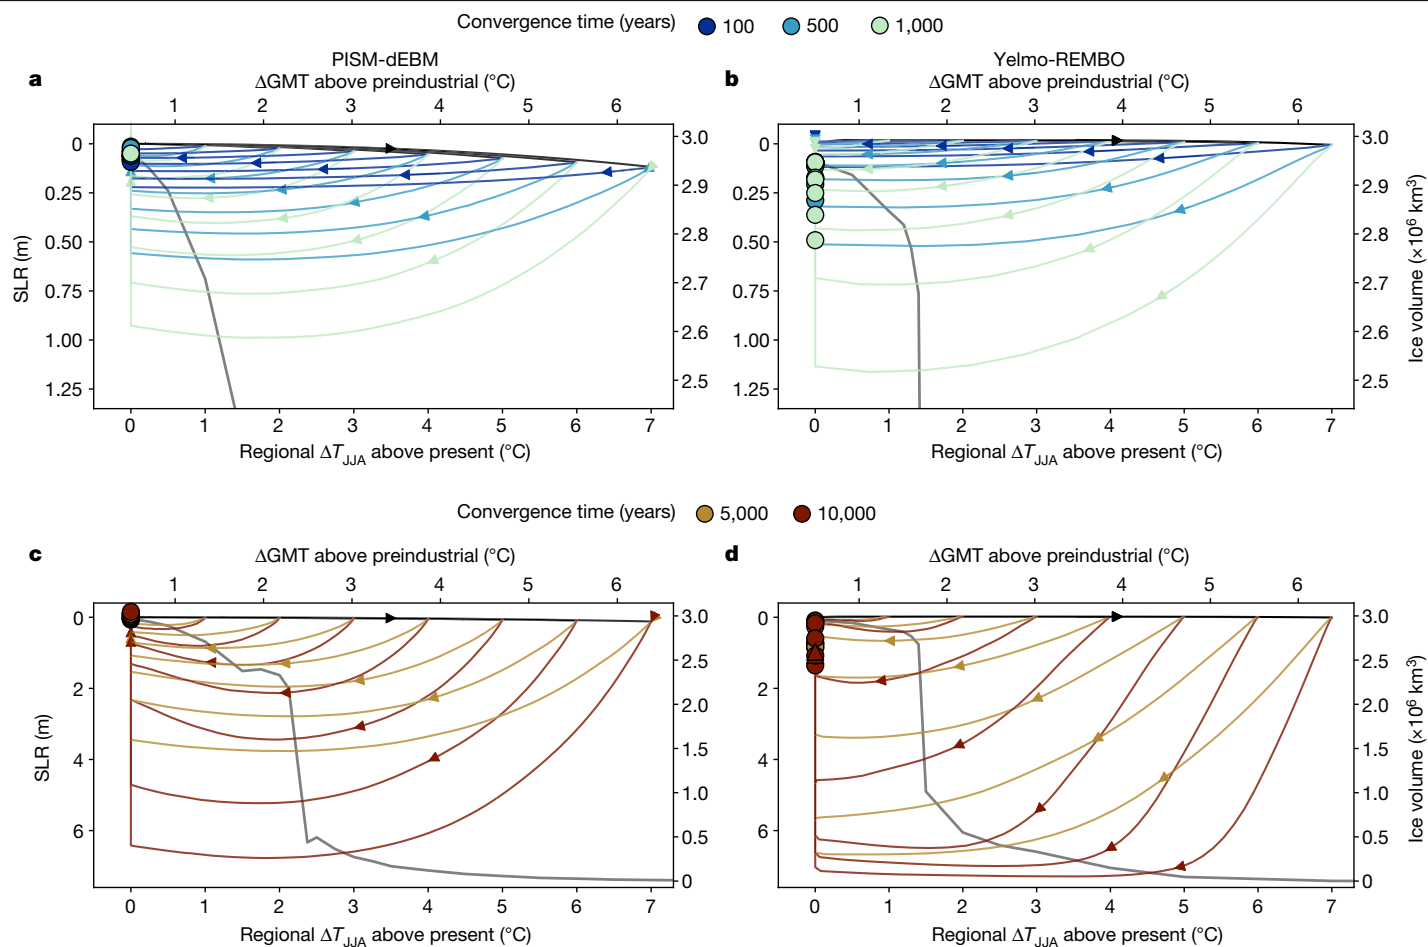 Convergence time (years) 100 500 1,000
PISM-dEBM
Yelmo-REMBO
a
ΔGMT above preindustrial (°C)
1 2 3 4 5 6
0
0.25
0.50
0.75
1.00
1.25
SLR (m)
3.0
2.9
2.8
2.7
2.6
2.5
0 1 2 3 4 5 6 7
Regional ΔT_JJA above present (°C)
b
ΔGMT above preindustrial (°C)
1 2 3 4 5 6
0
0.25
0.50
0.75
1.00
1.25
3.0
2.9
2.8
2.7
2.6
2.5
Ice volume (×10⁶ km³)
0 1 2 3 4 5 6 7
Regional ΔT_JJA above present (°C)
Convergence time (years) 5,000 10,000
c
ΔGMT above preindustrial (°C)
1 2 3 4 5 6
0
2
4
6
SLR (m)
3.0
2.5
2.0
1.5
1.0
0.5
0
0 1 2 3 4 5 6 7
Regional ΔT_JJA above present (°C)
d
ΔGMT above preindustrial (°C)
1 2 3 4 5 6
0
2
4
6
3.0
2.5
2.0
1.5
1.0
0.5
0
Ice volume (×10⁶ km³)
0 1 2 3 4 5 6 7
Regional ΔT_JJA above present (°C)